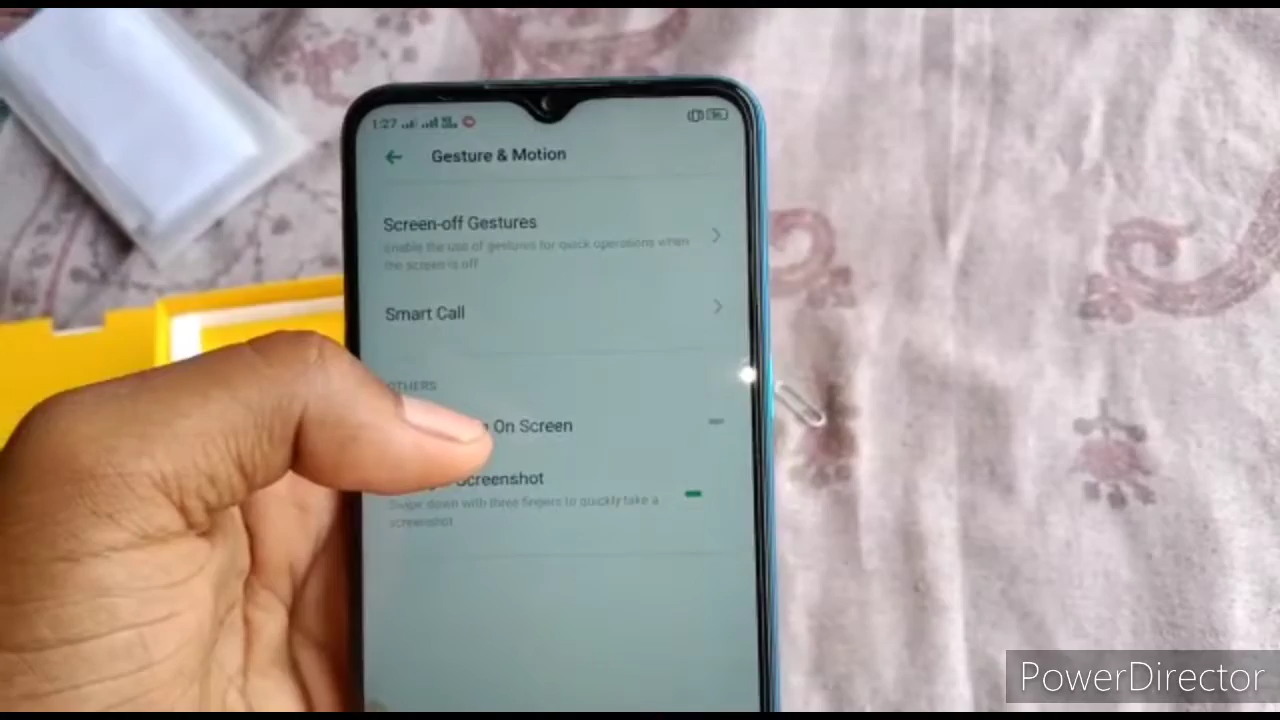 1:27
Gesture & Motion
Screen-off Gestures
Enable the use of gestures for quick operations when
the screen is off
Smart Call
OTHERS
On Screen
Screenshot
Swipe down with three fingers to quickly take a
screenshot
PowerDirector